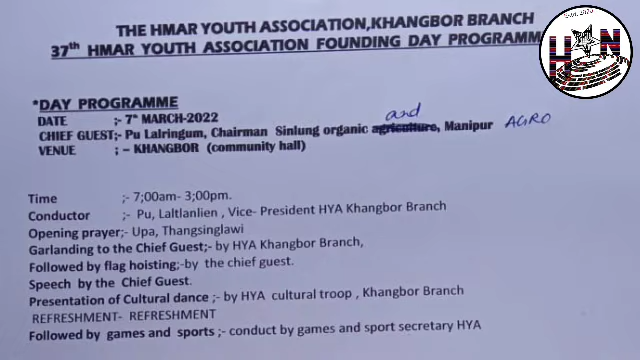 THE HMAR YOUTH ASSOCIATION,KHANGBOR BRANCH
37th HMAR YOUTH ASSOCIATION FOUNDING DAY PROGRAMM
*DAY PROGRAMME
DATE ;- 7th MARCH-2022
and
CHIEF GUEST;- Pu Lalringum, Chairman Sinlung organic agriculture, Manipur AGRO
VENUE ; – KHANGBOR (community hall)
Time ;- 7;00am- 3;00pm.
Conductor ;- Pu, Laltlanlien , Vice- President HYA Khangbor Branch
Opening prayer;- Upa, Thangsinglawi
Garlanding to the Chief Guest;- by HYA Khangbor Branch,
Followed by flag hoisting;-by the chief guest.
Speech by the Chief Guest.
Presentation of Cultural dance ;- by HYA cultural troop , Khangbor Branch
REFRESHMENT- REFRESHMENT
Followed by games and sports ;- conduct by games and sport secretary HYA
H N